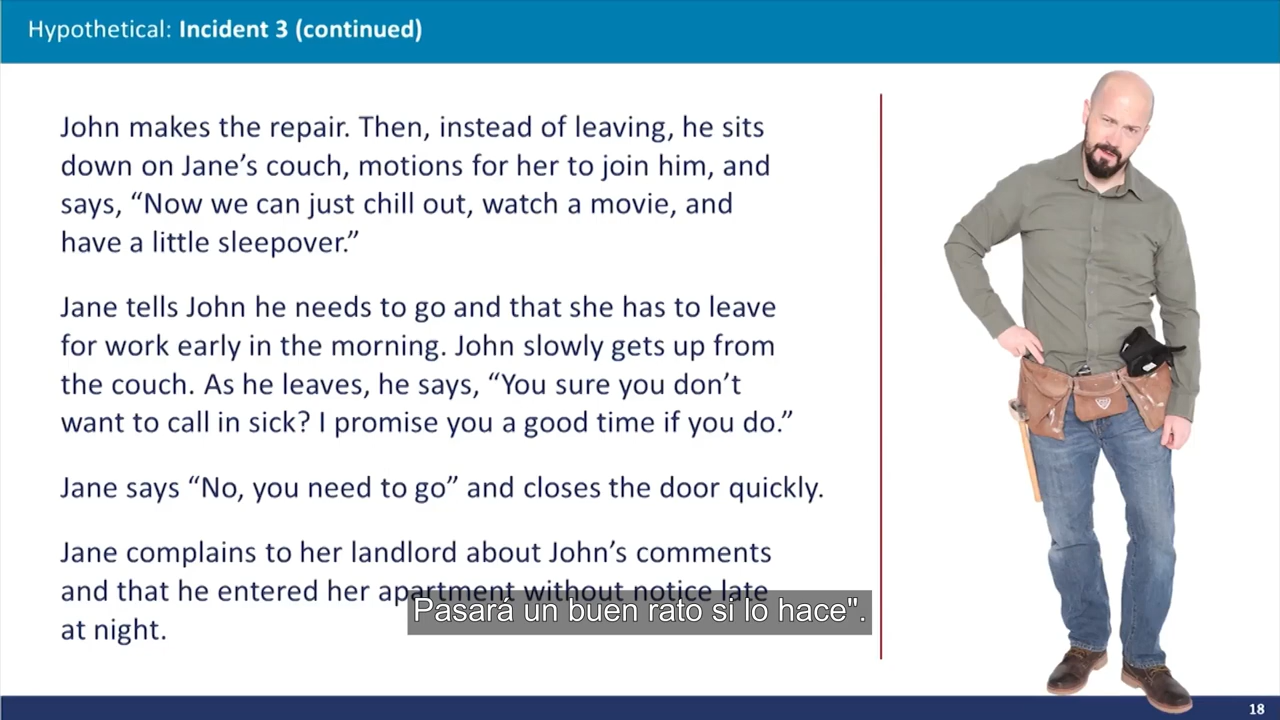 Hypothetical: Incident 3 (continued)
John makes the repair. Then, instead of leaving, he sits
down on Jane’s couch, motions for her to join him, and
says, “Now we can just chill out, watch a movie, and
have a little sleepover.”
Jane tells John he needs to go and that she has to leave
for work early in the morning. John slowly gets up from
the couch. As he leaves, he says, “You sure you don’t
want to call in sick? I promise you a good time if you do.”
Jane says “No, you need to go” and closes the door quickly.
Jane complains to her landlord about John’s comments
and that he entered her apartment without notice late
at night.
Pasará un buen rato si lo hace".
18